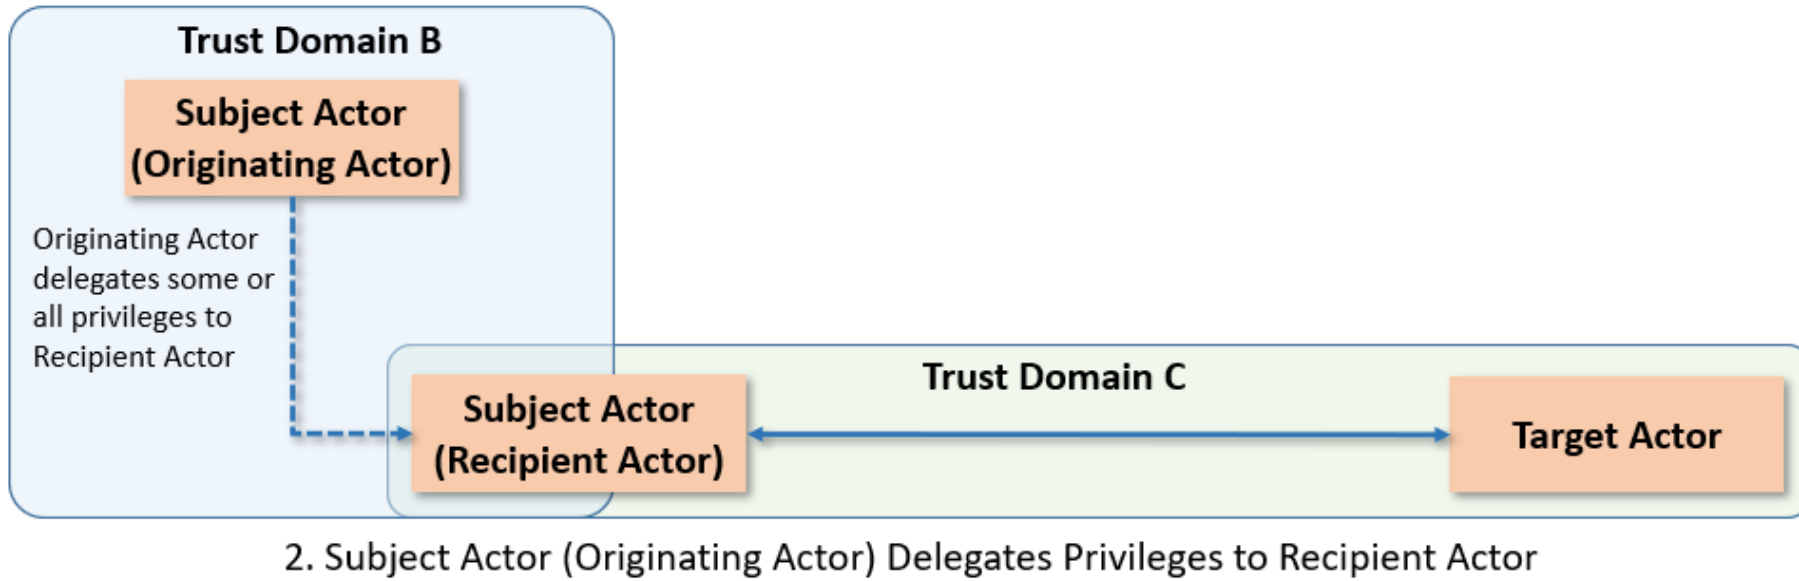 Trust Domain B
Subject Actor
(Originating Actor)
Originating Actor
delegates some or
all privileges to
Recipient Actor
Trust Domain C
Subject Actor
(Recipient Actor)
Target Actor
2. Subject Actor (Originating Actor) Delegates Privileges to Recipient Actor